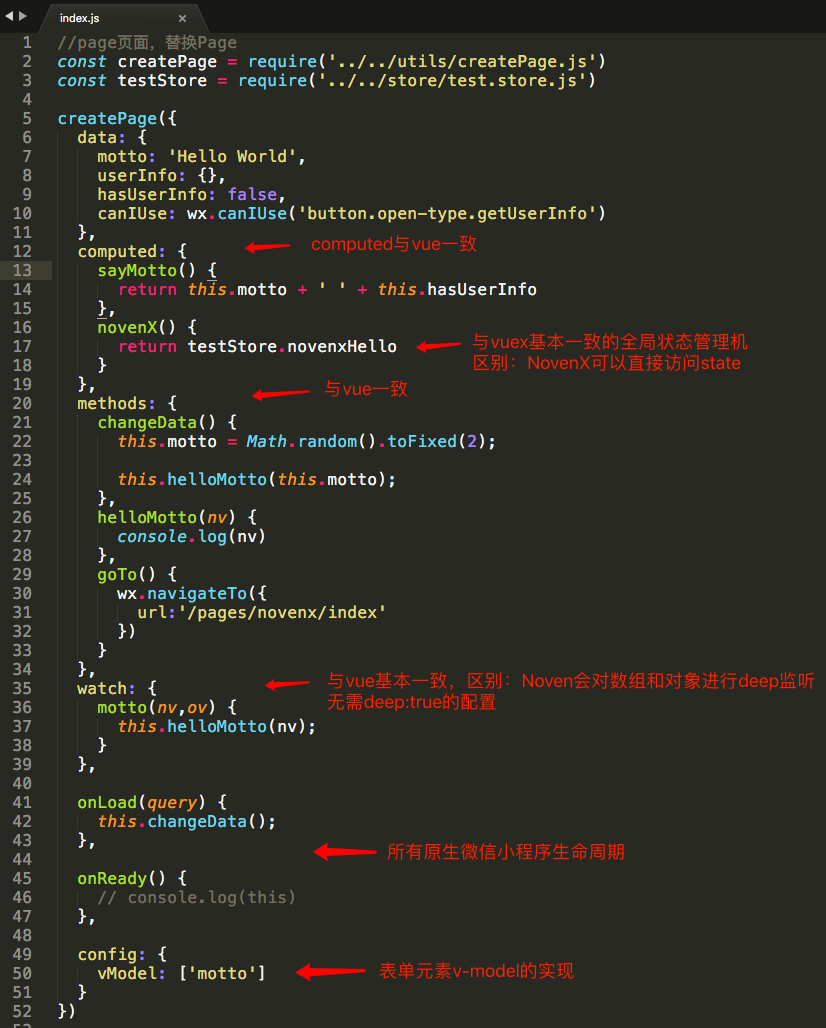 index.js
1 //page页面，替换Page
2 const createPage = require('../../utils/createPage.js')
3 const testStore = require('../../store/test.store.js')
4
5 createPage({
6   data: {
7     motto: 'Hello World',
8     userInfo: {},
9     hasUserInfo: false,
10     canIUse: wx.canIUse('button.open-type.getUserInfo')
11   },
12   computed: { computed与vue一致
13     sayMotto() {
14       return this.motto + ' ' + this.hasUserInfo
15     },
16     novenX() {
17       return testStore.novenxHello 与vuex基本一致的全局状态管理机
18     } 区别：NovenX可以直接访问state
19   },
20   methods: { 与vue一致
21     changeData() {
22       this.motto = Math.random().toFixed(2);
23
24       this.helloMotto(this.motto);
25     },
26     helloMotto(nv) {
27       console.log(nv)
28     },
29     goTo() {
30       wx.navigateTo({
31         url:'/pages/novenx/index'
32       })
33     }
34   },
35   watch: { 与vue基本一致，区别：Noven会对数组和对象进行deep监听
36     motto(nv,ov) { 无需deep:true的配置
37       this.helloMotto(nv);
38     }
39   },
40
41   onLoad(query) {
42     this.changeData();
43   },
44 所有原生微信小程序生命周期
45   onReady() {
46     // console.log(this)
47   },
48
49   config: {
50     vModel: ['motto'] 表单元素v-model的实现
51   }
52 })